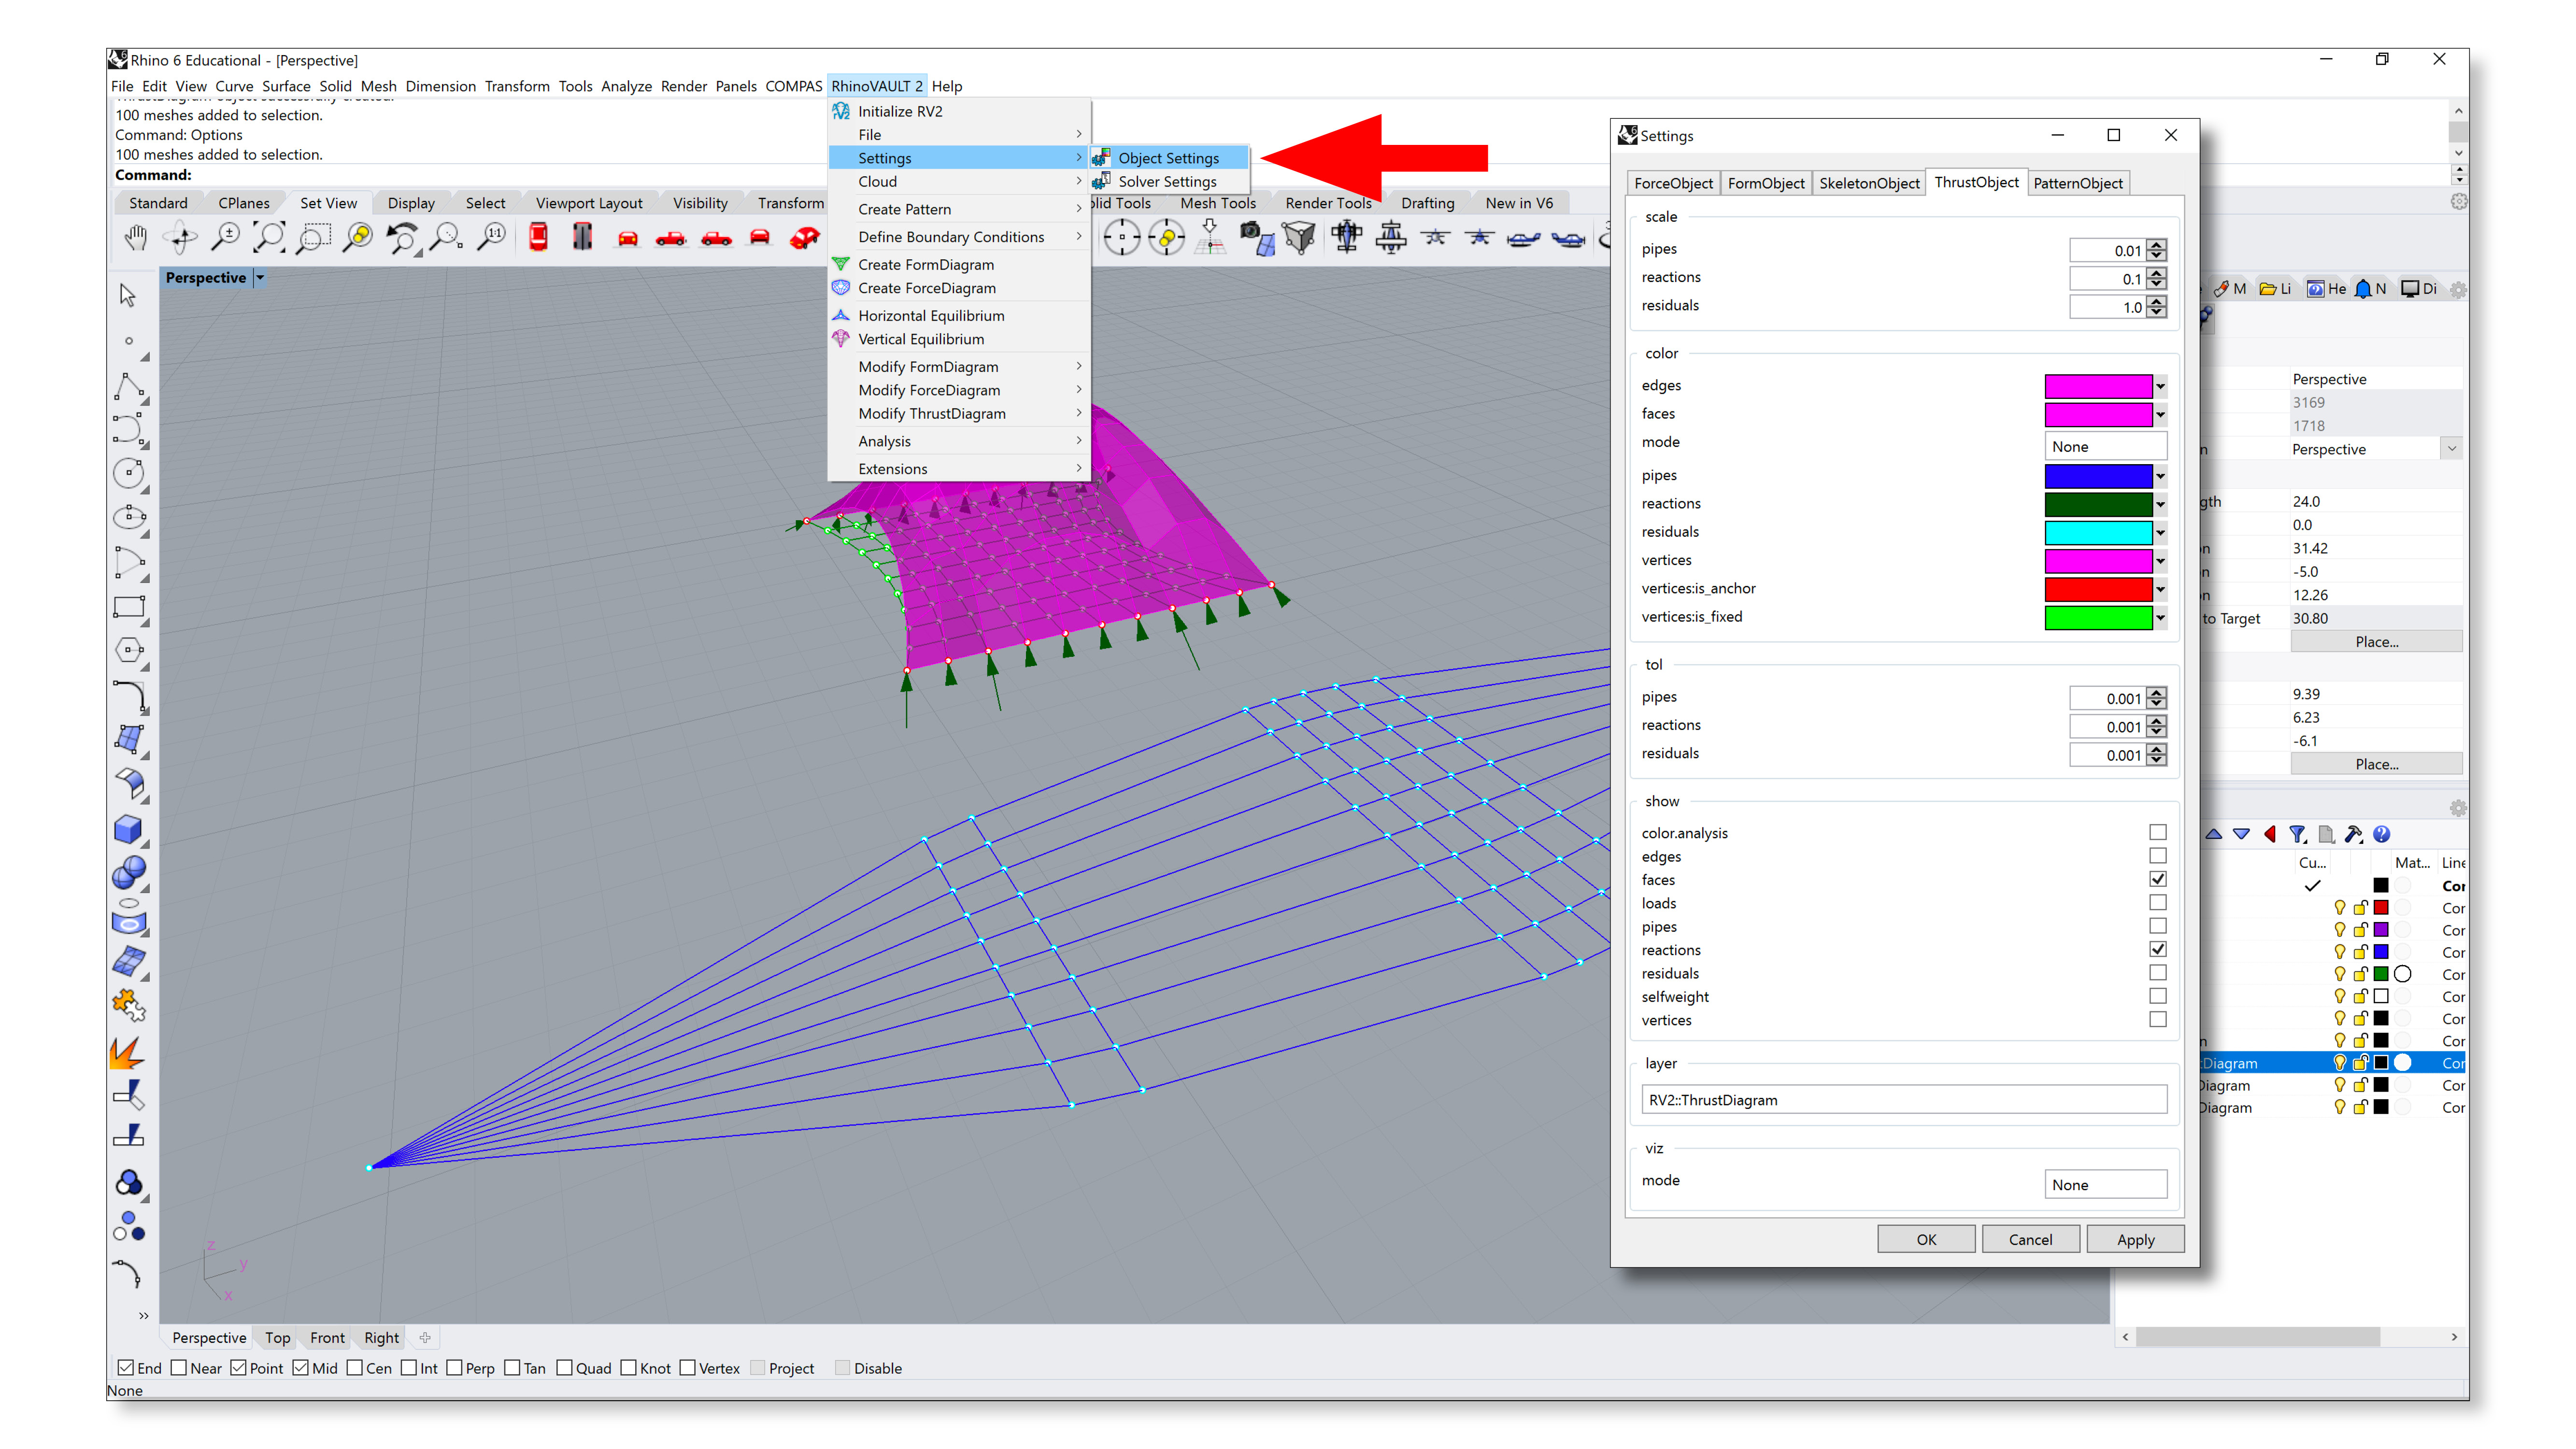 Rhino 6 Educational - [Perspective]
File Edit View Curve Surface Solid Mesh Dimension Transform Tools Analyze Render Panels COMPAS RhinoVAULT 2 Help
100 meshes added to selection.
Command: Options
100 meshes added to selection.
Command:
Standard CPlanes Set View Display Select Viewport Layout Visibility Transform Mesh Tools Render Tools Drafting New in V6
Perspective
Initialize RV2
File
Settings
Cloud
Create Pattern
Define Boundary Conditions
Create FormDiagram
Create ForceDiagram
Horizontal Equilibrium
Vertical Equilibrium
Modify FormDiagram
Modify ForceDiagram
Modify ThrustDiagram
Analysis
Extensions
Object Settings
Solver Settings
Settings
ForceObject FormObject SkeletonObject ThrustObject PatternObject
scale
pipes 0.01
reactions 0.1
residuals 1.0
color
edges
faces
mode None
pipes
reactions
residuals
vertices
vertices:is_anchor
vertices:is_fixed
tol
pipes 0.001
reactions 0.001
residuals 0.001
show
color.analysis
edges
faces
loads
pipes
reactions
residuals
selfweight
vertices
layer
RV2::ThrustDiagram
viz
mode None
OK Cancel Apply
M Li He N Di
Perspective
3169
1718
Perspective
gth 24.0
0.0
n 31.42
n -5.0
n 12.26
to Target 30.80
Place...
9.39
6.23
-6.1
Place...
Cu... Mat... Line
Cor
Cor
Cor
Cor
Cor
Cor
Cor
n Cor
Diagram Cor
Diagram Cor
Diagram Cor
z
y
x
Perspective Top Front Right
End Near Point Mid Cen Int Perp Tan Quad Knot Vertex Project Disable
None